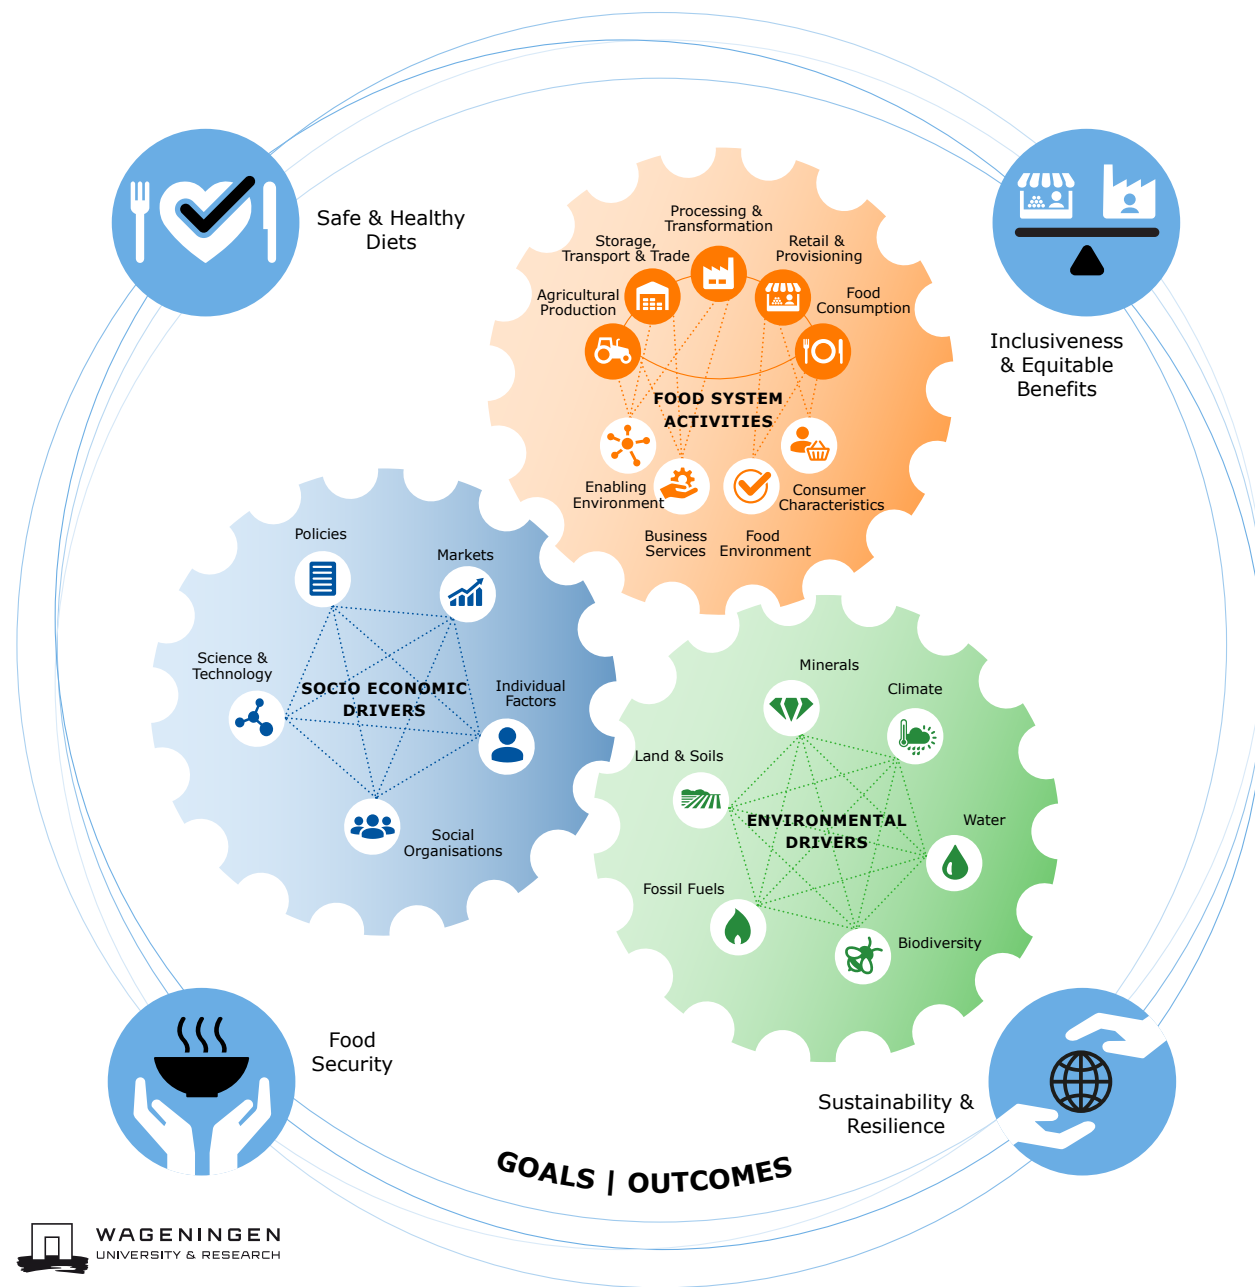 Safe & Healthy
Diets
Inclusiveness
& Equitable
Benefits
Processing &
Transformation
Storage,
Transport & Trade
Retail &
Provisioning
Agricultural
Production
Food
Consumption
FOOD SYSTEM
ACTIVITIES
Enabling
Environment
Business
Services
Food
Environment
Consumer
Characteristics
Policies
Markets
Science &
Technology
SOCIO ECONOMIC
DRIVERS
Individual
Factors
Social
Organisations
Minerals
Climate
Land & Soils
ENVIRONMENTAL
DRIVERS
Water
Fossil Fuels
Biodiversity
Food
Security
Sustainability &
Resilience
GOALS | OUTCOMES
WAGENINGEN
UNIVERSITY & RESEARCH